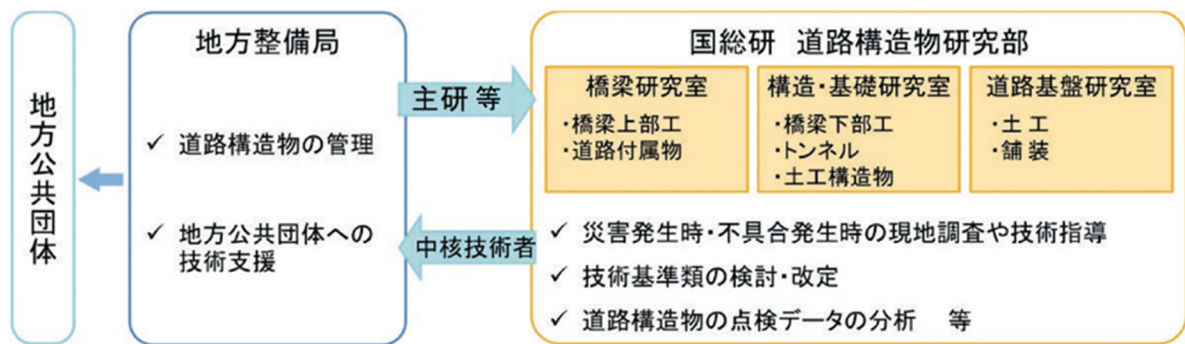 地方公共団体
地方整備局
✓ 道路構造物の管理
✓ 地方公共団体への
技術支援
主研 等
中核技術者
国総研 道路構造物研究部
橋梁研究室
・橋梁上部工
・道路付属物
構造・基礎研究室
・橋梁下部工
・トンネル
・土工構造物
道路基盤研究室
・土 工
・舗 装
✓ 災害発生時・不具合発生時の現地調査や技術指導
✓ 技術基準類の検討・改定
✓ 道路構造物の点検データの分析 等